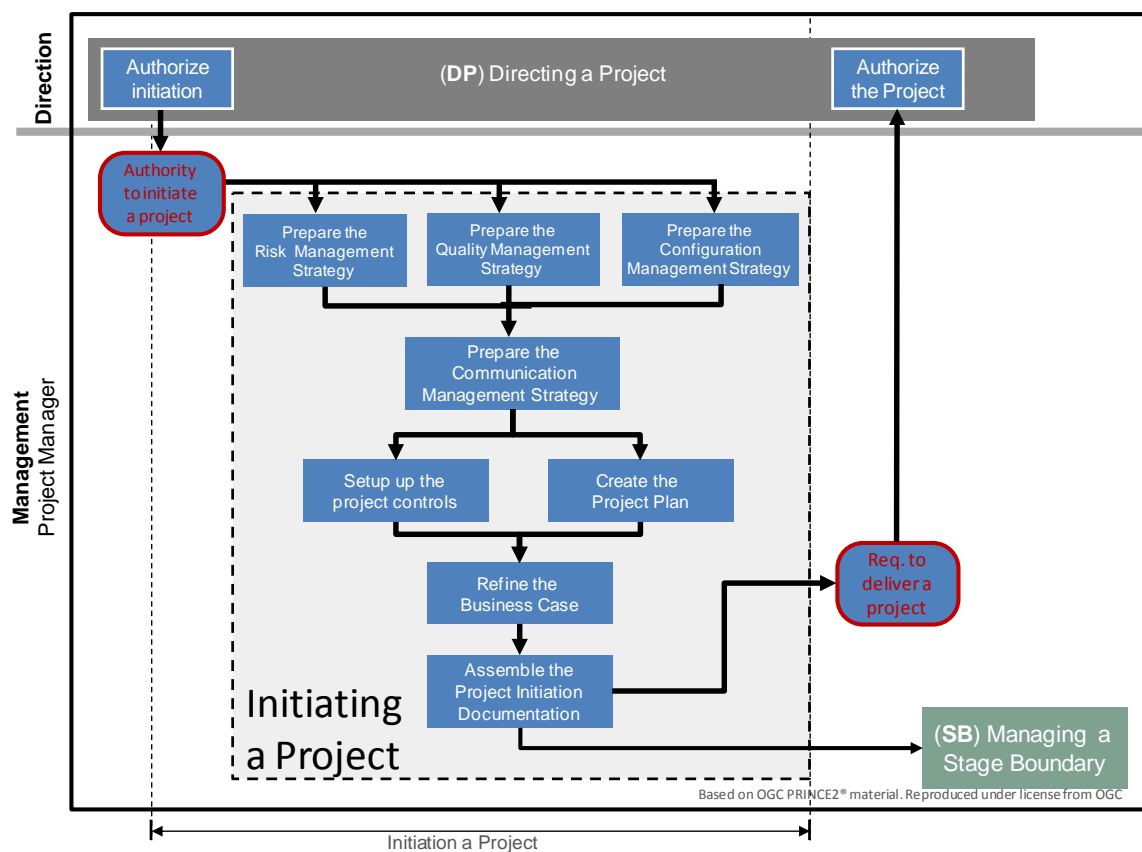 Direction
Authorize
initiation
(DP) Directing a Project
Authorize
the Project
Authority
to initiate
a project
Prepare the
Risk Management
Strategy
Prepare the
Quality Management
Strategy
Prepare the
Configuration
Management Strategy
Prepare the
Communication
Management Strategy
Management
Project Manager
Setup up the
project controls
Create the
Project Plan
Refine the
Business Case
Req. to
deliver a
project
Assemble the
Project Initiation
Documentation
Initiating
a Project
(SB) Managing a
Stage Boundary
Based on OGC PRINCE2® material. Reproduced under license from OGC
Initiation a Project